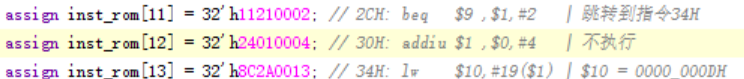 assign inst_rom[11] = 32'h11210002; // 2CH: beq $9 ,$1,#2 | 跳转到指令34H
assign inst_rom[12] = 32'h24010004; // 30H: addiu $1 ,$0,#4 | 不执行
assign inst_rom[13] = 32'h8C2A0013; // 34H: lw $10,#19($1) | $10 = 0000_000DH